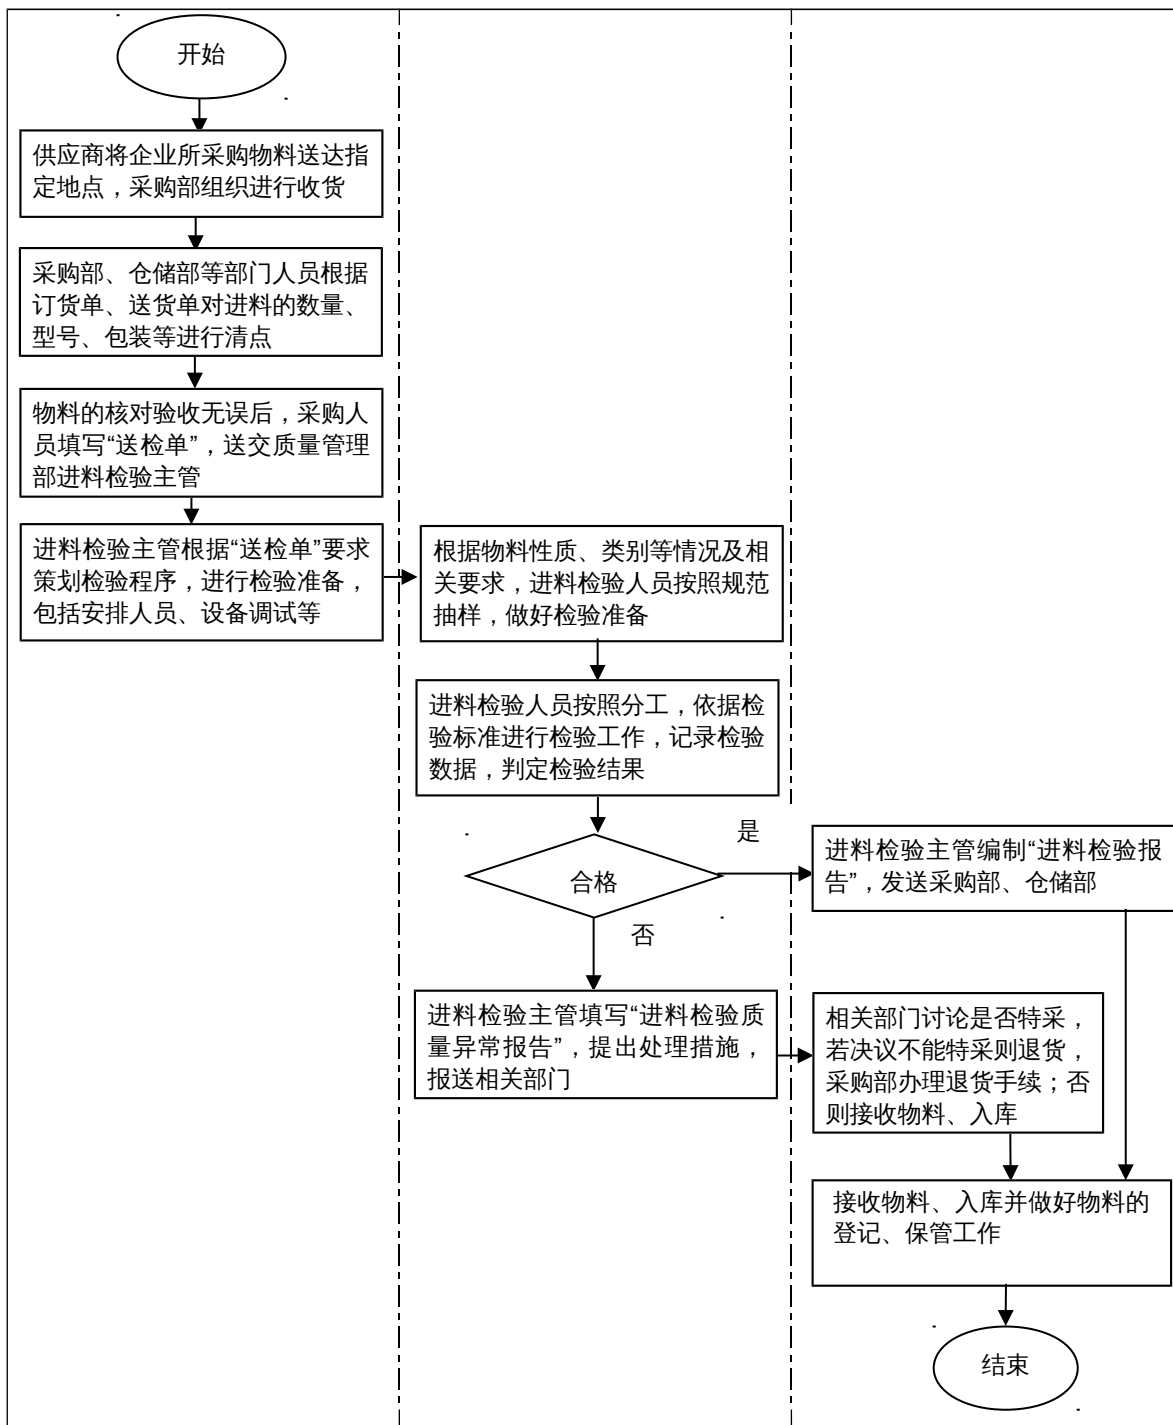 开始
供应商将企业所采购物料送达指
定地点，采购部组织进行收货
采购部、仓储部等部门人员根据
订货单、送货单对进料的数量、
型号、包装等进行清点
物料的核对验收无误后，采购人
员填写“送检单”，送交质量管理
部进料检验主管
进料检验主管根据“送检单”要求
策划检验程序，进行检验准备，
包括安排人员、设备调试等
根据物料性质、类别等情况及相
关要求，进料检验人员按照规范
抽样，做好检验准备
进料检验人员按照分工，依据检
验标准进行检验工作，记录检验
数据，判定检验结果
合格
是
否
进料检验主管编制“进料检验报
告”，发送采购部、仓储部
进料检验主管填写“进料检验质
量异常报告”，提出处理措施，
报送相关部门
相关部门讨论是否特采，
若决议不能特采则退货，
采购部办理退货手续；否
则接收物料、入库
接收物料、入库并做好物料的
登记、保管工作
结束